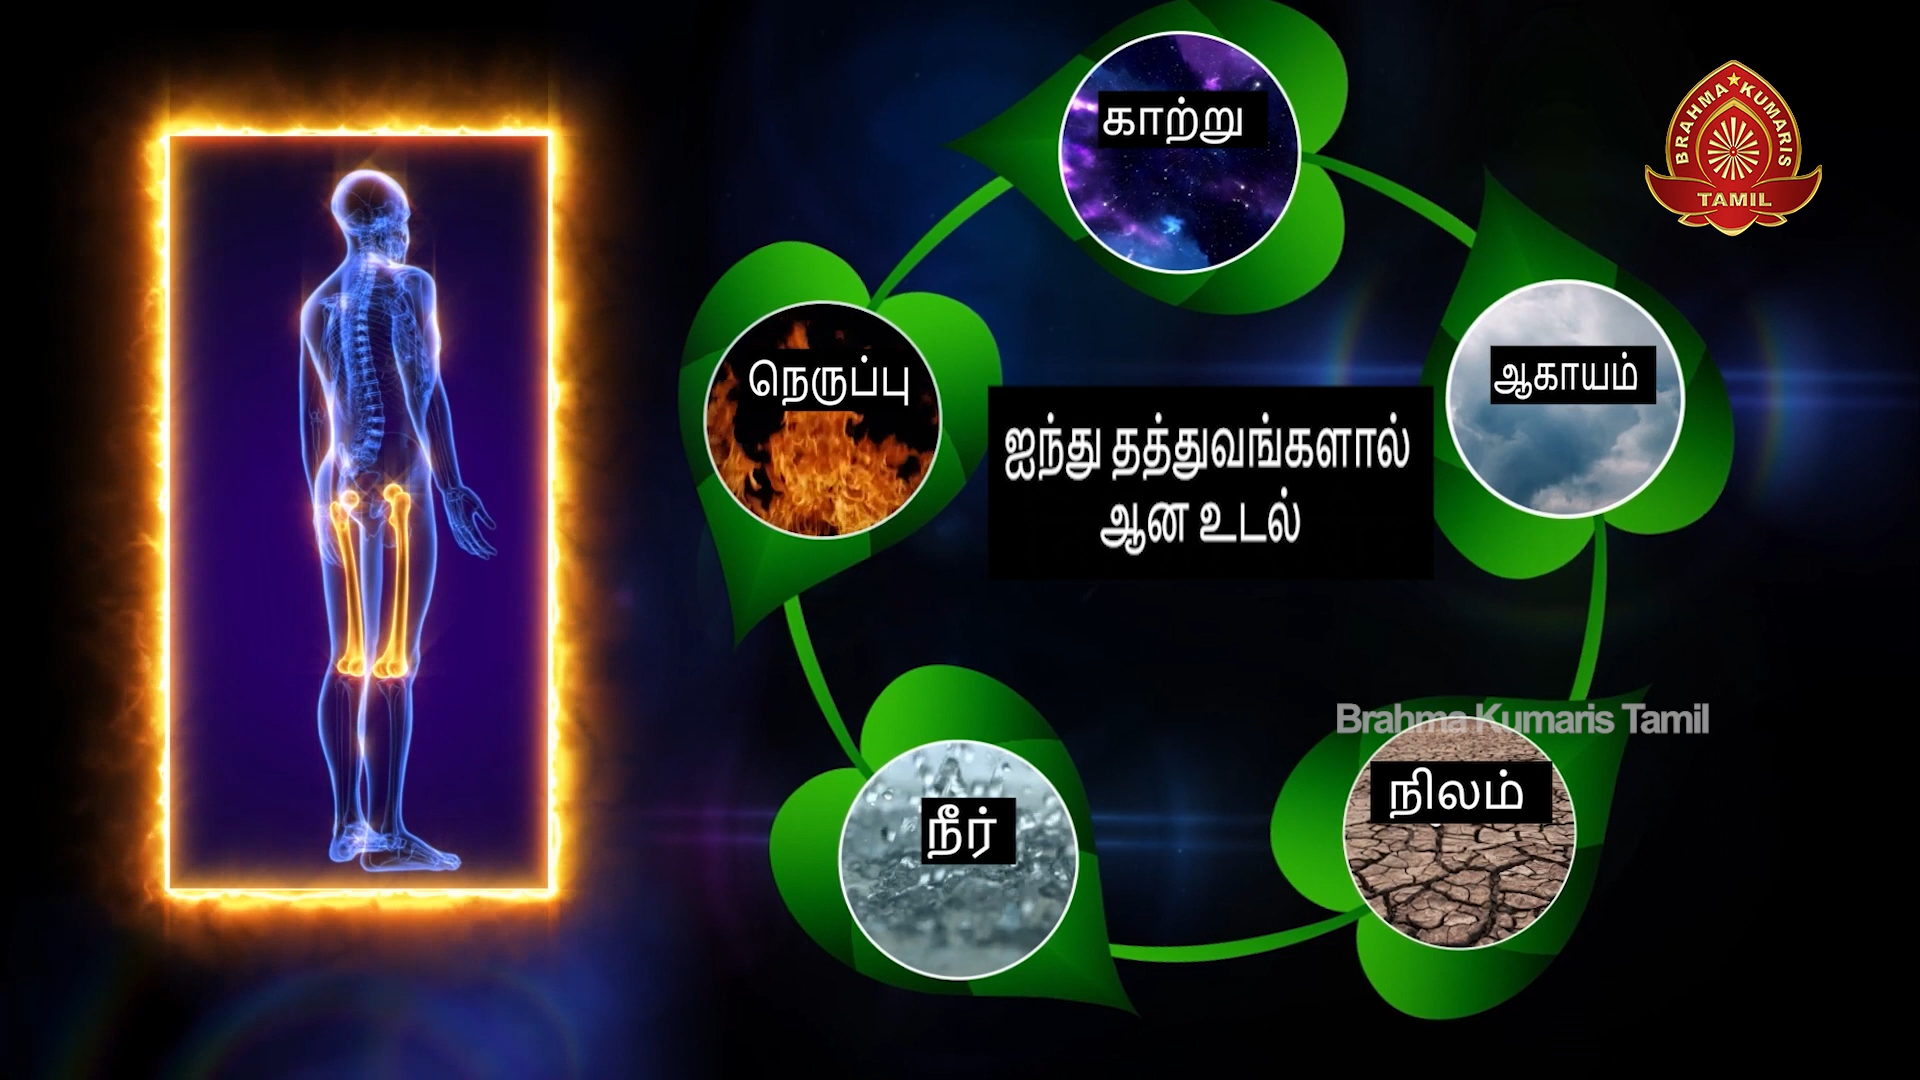 காற்று
BRAHMA KUMARIS
TAMIL
ஆகாயம்
நெருப்பு
ஐந்து தத்துவங்களால்
ஆன உடல்
Brahma Kumaris Tamil
நிலம்
நீர்